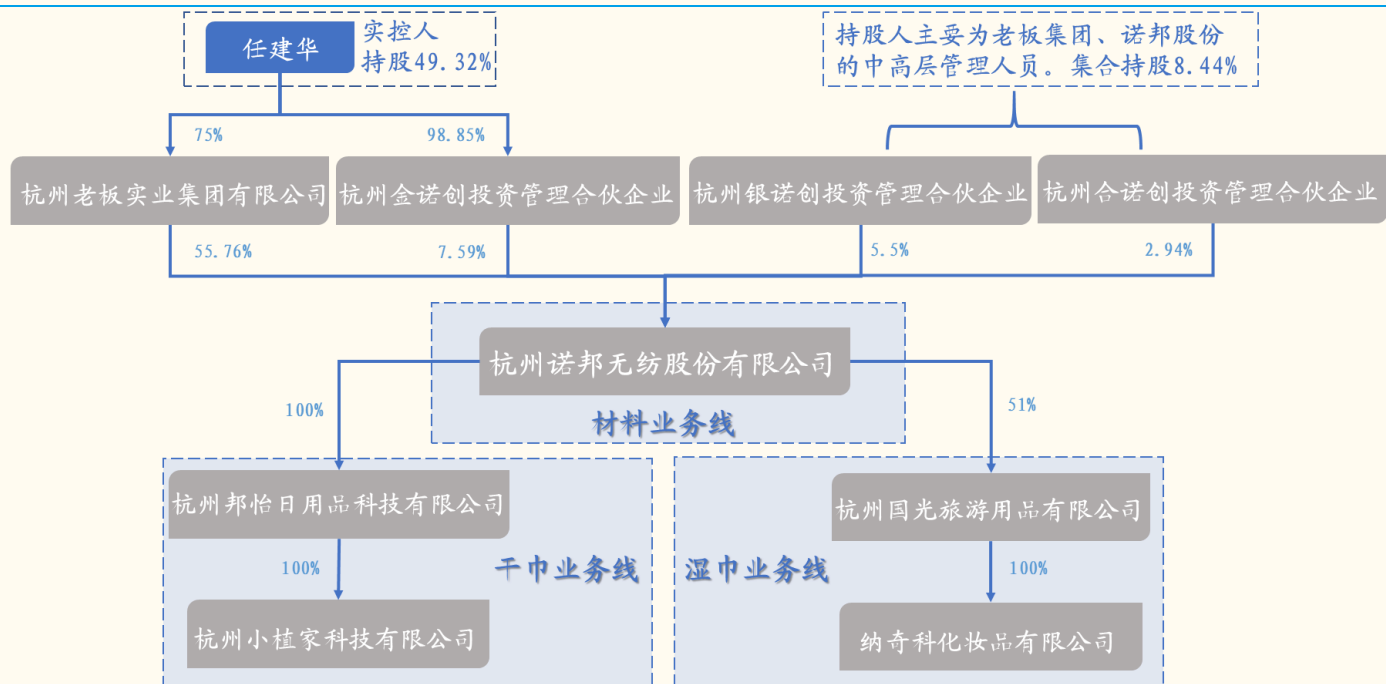 任建华
实控人
持股49.32%
持股人主要为老板集团、诺邦股份
的中高层管理人员。集合持股8.44%
75%
98.85%
杭州老板实业集团有限公司
杭州金诺创投资管理合伙企业
杭州银诺创投资管理合伙企业
杭州合诺创投资管理合伙企业
55.76%
7.59%
5.5%
2.94%
杭州诺邦无纺股份有限公司
材料业务线
100%
51%
杭州邦怡日用品科技有限公司
杭州国光旅游用品有限公司
100%
干巾业务线
湿巾业务线
100%
杭州小植家科技有限公司
纳奇科化妆品有限公司